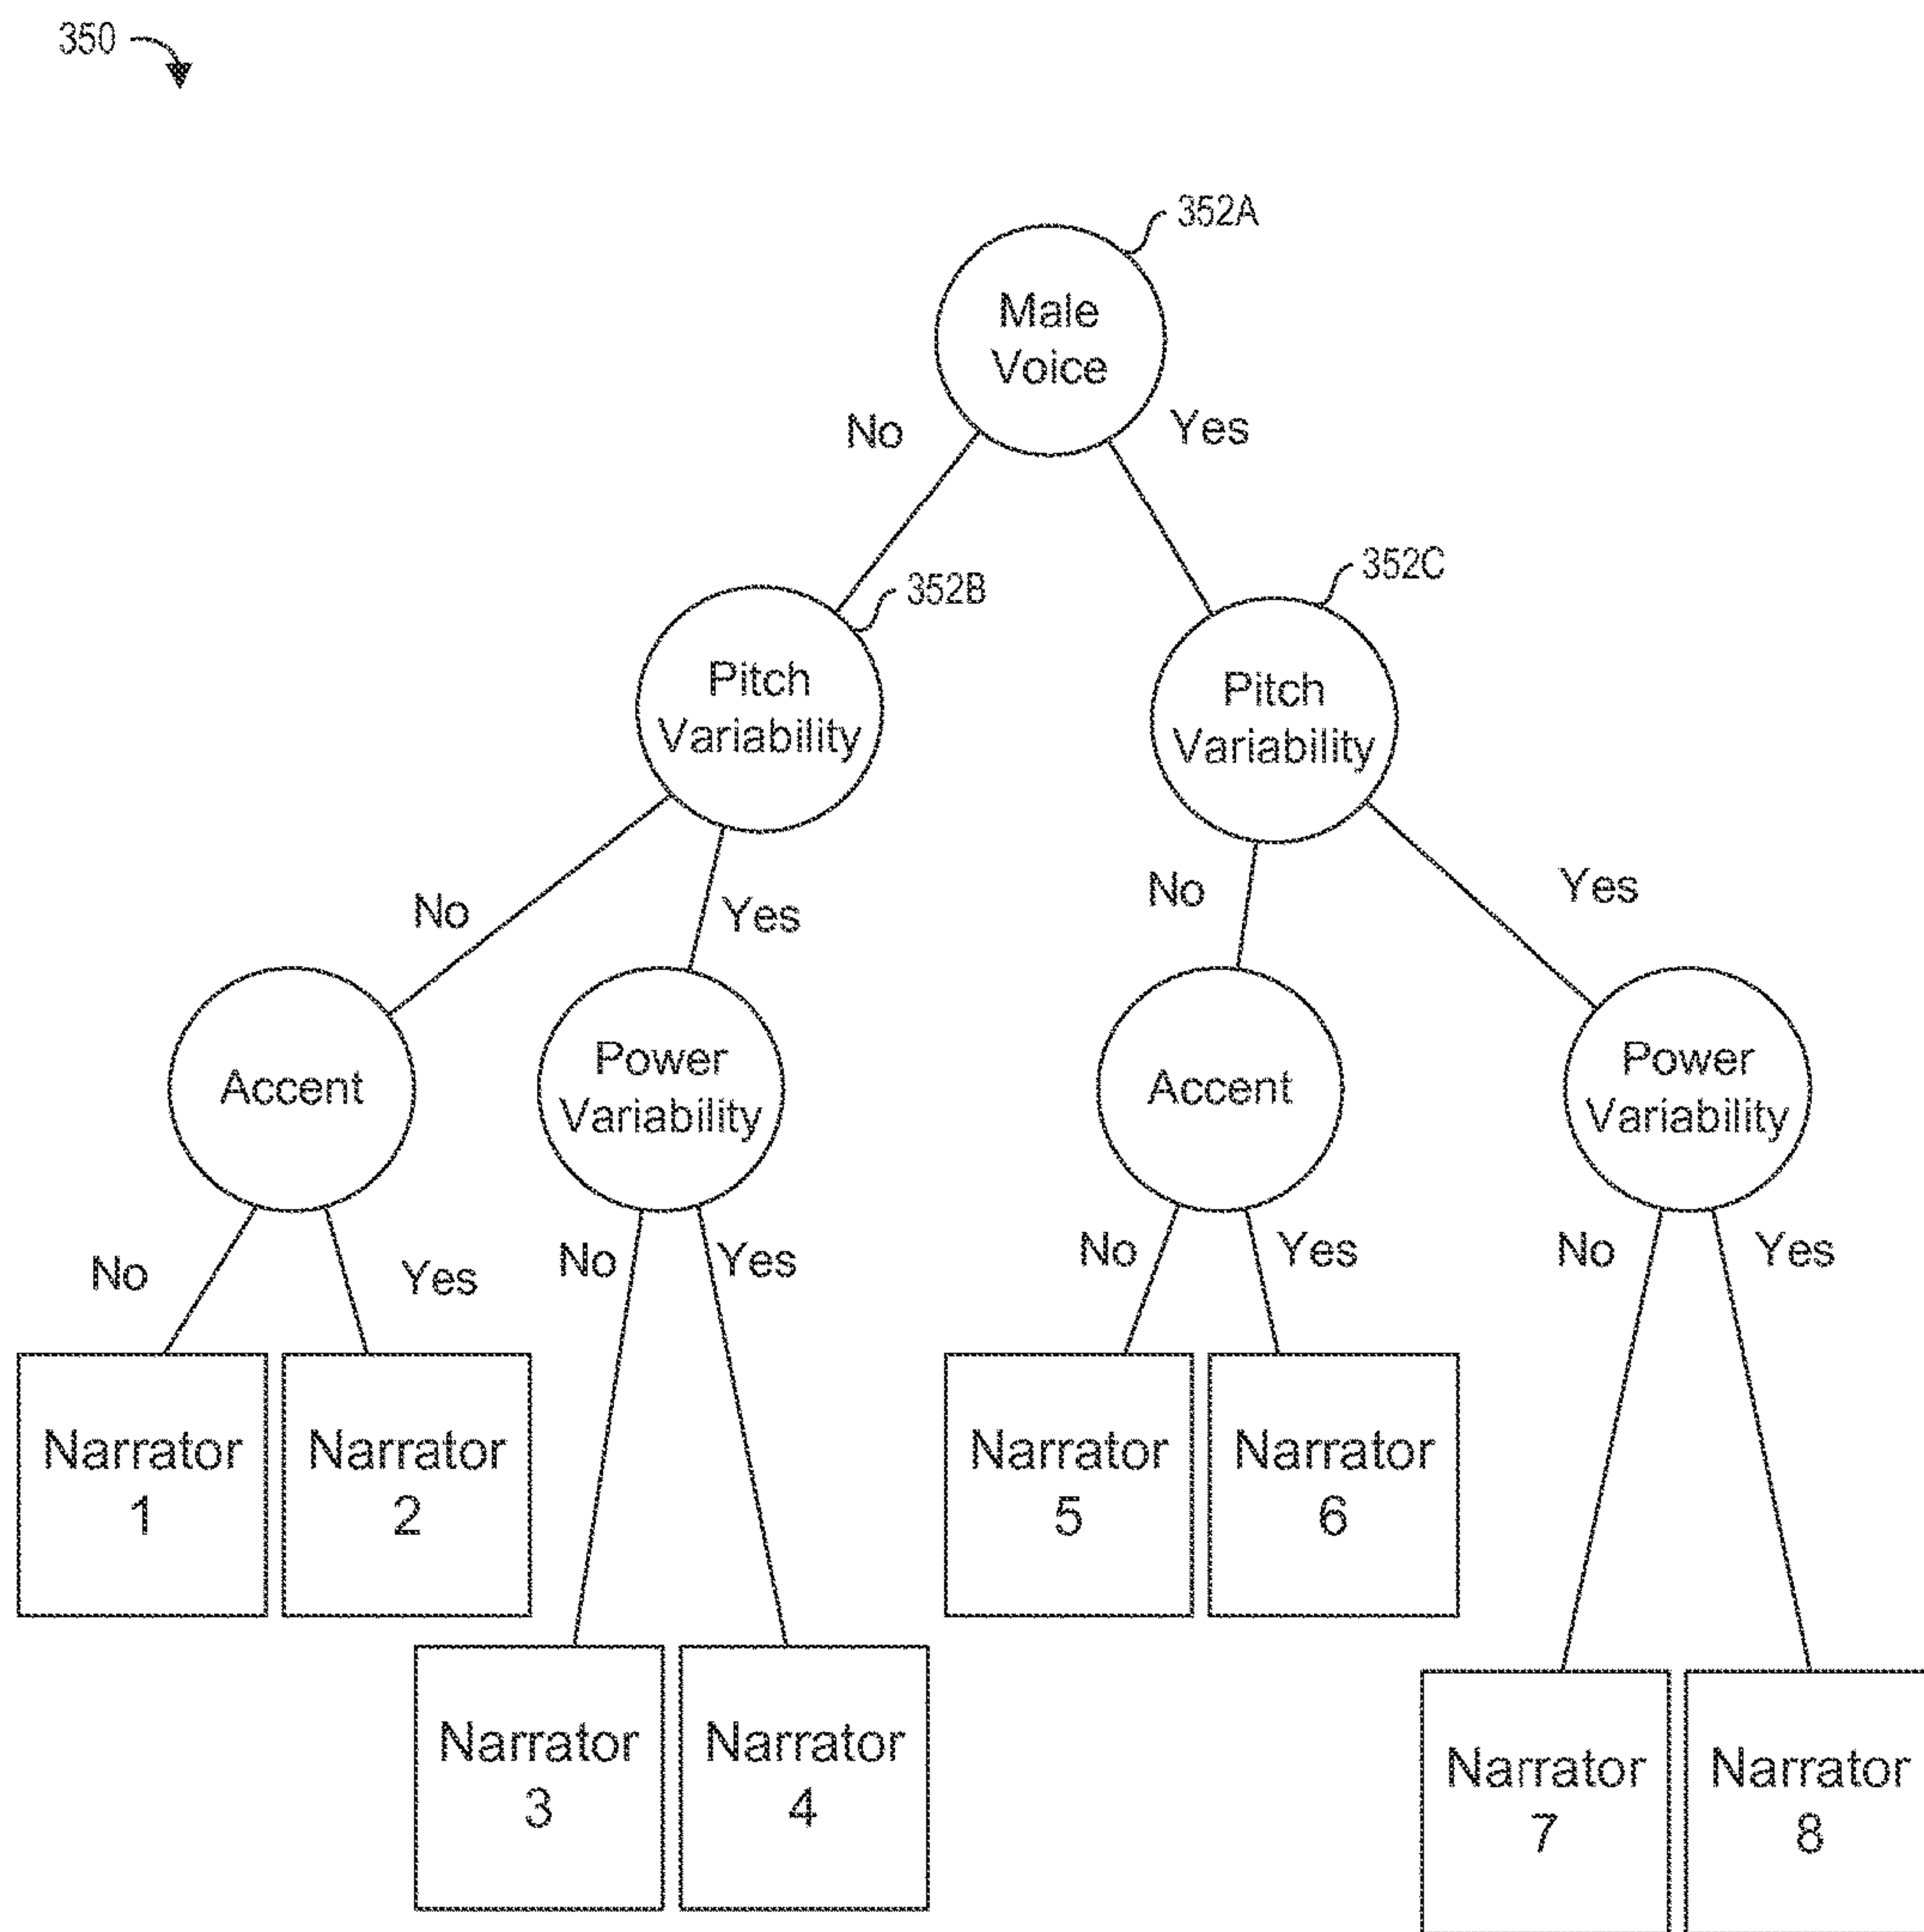 350
352A
Male
Voice
No
Yes
352B
352C
Pitch
Variability
Pitch
Variability
No
Yes
No
Yes
Accent
Power
Variability
Accent
Power
Variability
No
Yes
No
Yes
No
Yes
No
Yes
Narrator
1
Narrator
2
Narrator
5
Narrator
6
Narrator
3
Narrator
4
Narrator
7
Narrator
8